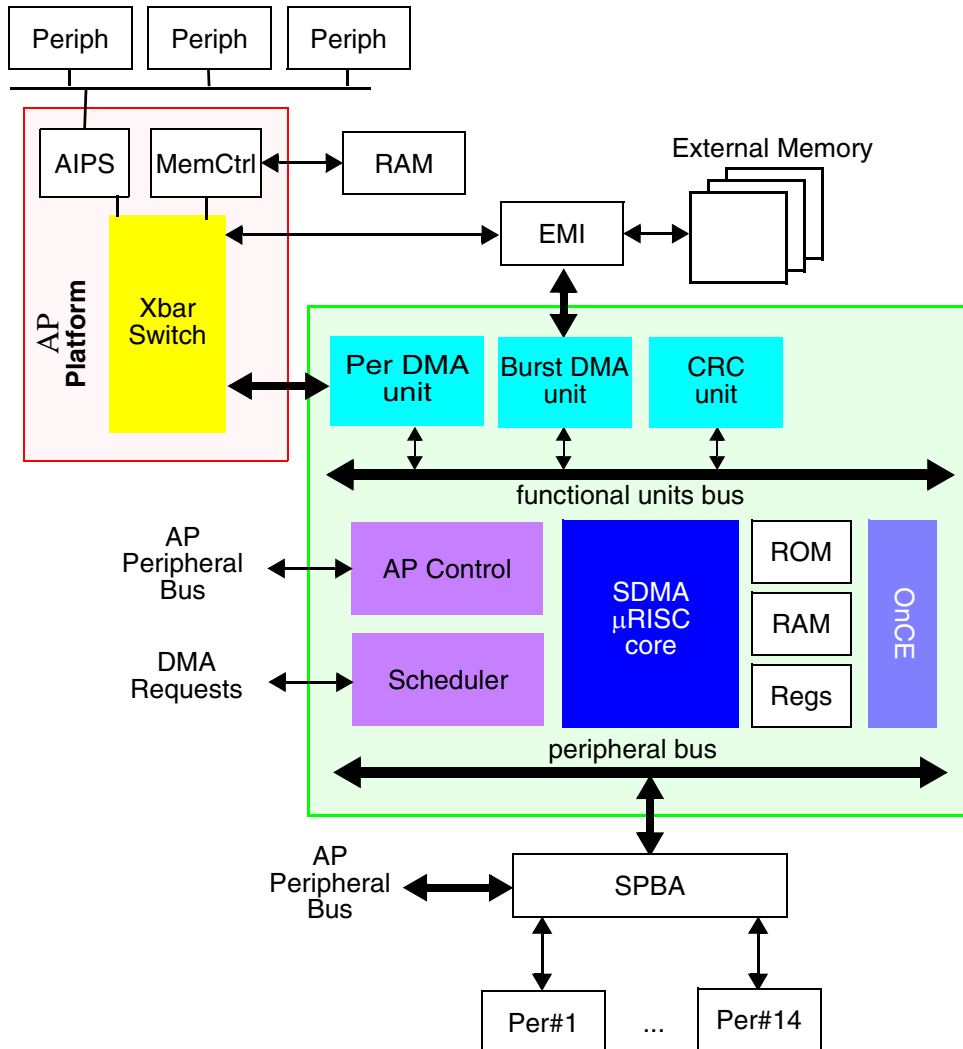 Periph
Periph
Periph
AIPS
MemCtrl
RAM
External Memory
EMI
AP
Platform
Xbar
Switch
Per DMA
unit
Burst DMA
unit
CRC
unit
functional units bus
AP
Peripheral
Bus
AP Control
SDMA
µRISC
core
ROM
RAM
Regs
OnCE
DMA
Requests
Scheduler
peripheral bus
AP
Peripheral
Bus
SPBA
Per#1
...
Per#14